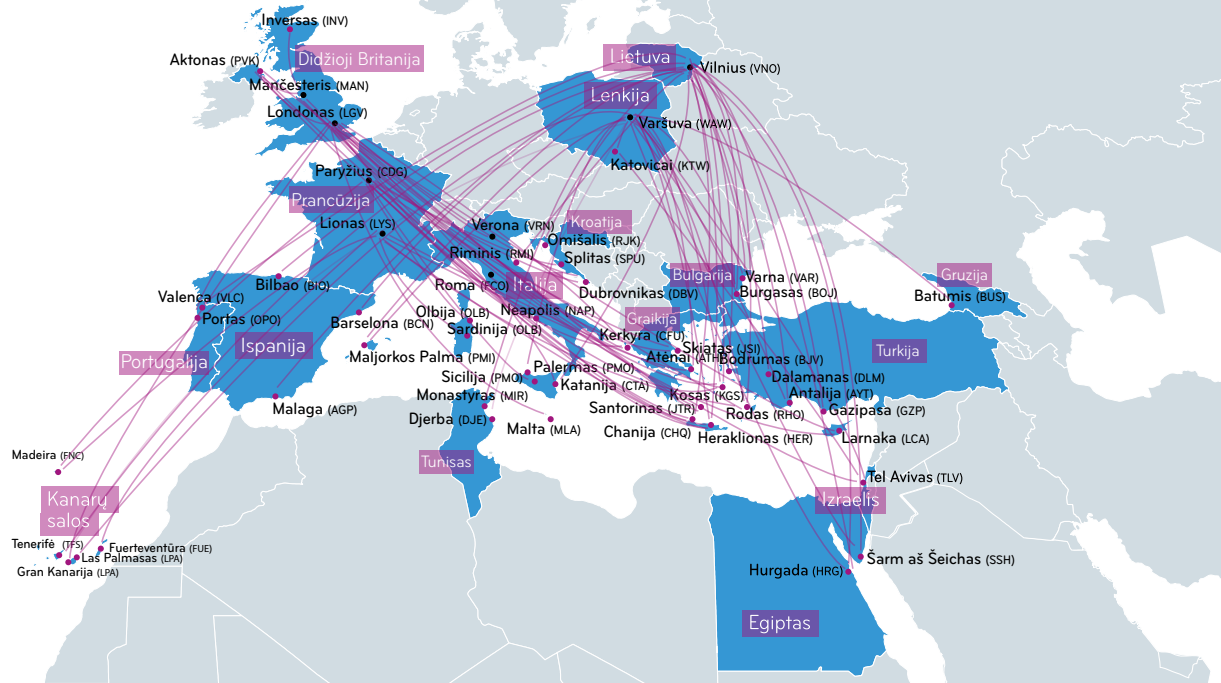 Inversas (INV)
Aktonas (PVK)
Didžioji Britanija
Mančesteris (MAN)
Londonas (LGV)
Lietuva
Vilnius (VNO)
Lenkija
Varšuva (WAW)
Katovicai (KTW)
Paryžius (CDG)
Prancūzija
Lionas (LYS)
Verona (VRN)
Kroatija
Omišalis (RJK)
Riminis (RMI)
Splitas (SPU)
Roma (FCO)
Italija
Dubrovnikas (DBV)
Bulgarija
Varna (VAR)
Burgasas (BOJ)
Gruzija
Batumis (BUS)
Bilbao (BIO)
Valenca (VLC)
Portas (OPO)
Barselona (BCN)
Olbija (OLB)
Sardinija (OLB)
Neapolis (NAP)
Graikija
Kerkyra (CFU)
Skiatas (JSI)
Atėnai (ATH)
Bodrumas (BJV)
Turkija
Portugalija
Ispanija
Maljorkos Palma (PMI)
Palermas (PMO)
Sicilija (PMO)
Katanija (CTA)
Dalamanas (DLM)
Monastyras (MIR)
Kosas (KGS)
Antalija (AYT)
Malaga (AGP)
Djerba (DJE)
Malta (MLA)
Santorinas (JTR)
Rodas (RHO)
Gazipasa (GZP)
Chanija (CHQ)
Heraklionas (HER)
Larnaka (LCA)
Madeira (FNC)
Tunisas
Tel Avivas (TLV)
Kanarų
salos
Izraelis
Tenerifė (TFS)
Fuerteventūra (FUE)
Las Palmasas (LPA)
Gran Kanarija (LPA)
Šarm aš Šeichas (SSH)
Hurgada (HRG)
Egiptas